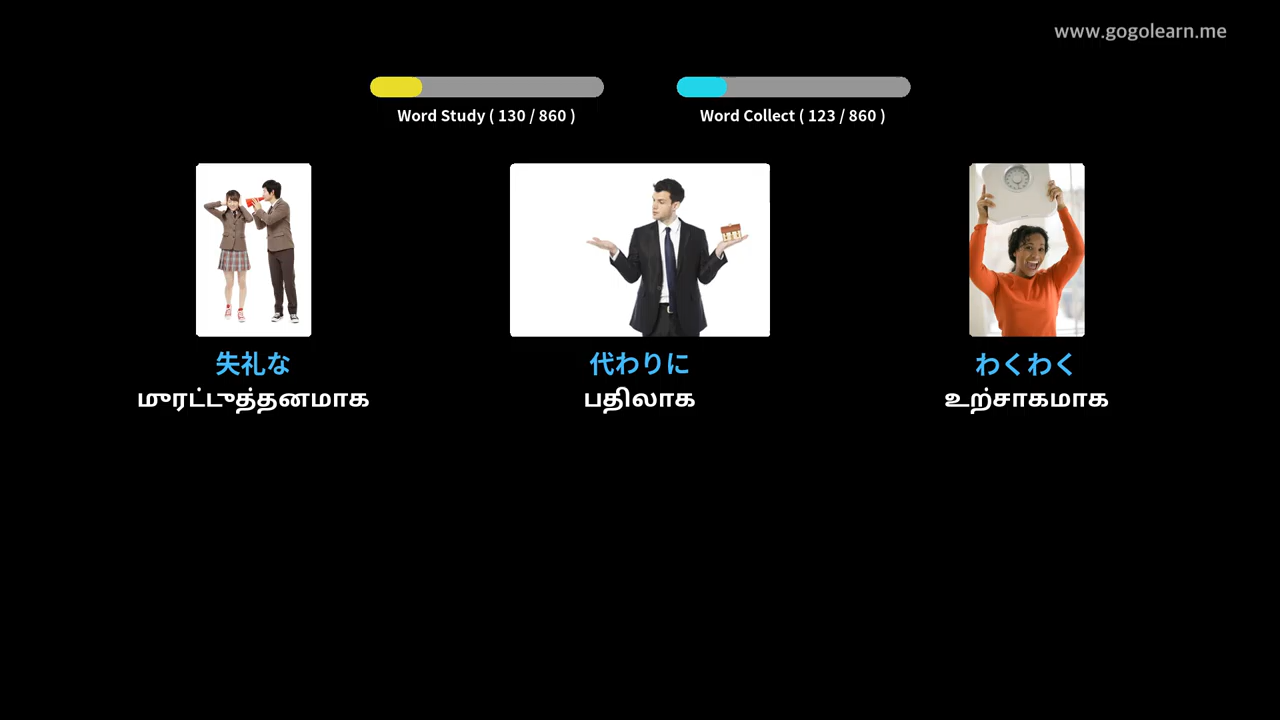 www.gogolearn.me
Word Study ( 130 / 860 )
Word Collect ( 123 / 860 )
失礼な
代わりに
わくわく
முரட்டுத்தனமாக
பதிலாக
உற்சாகமாக